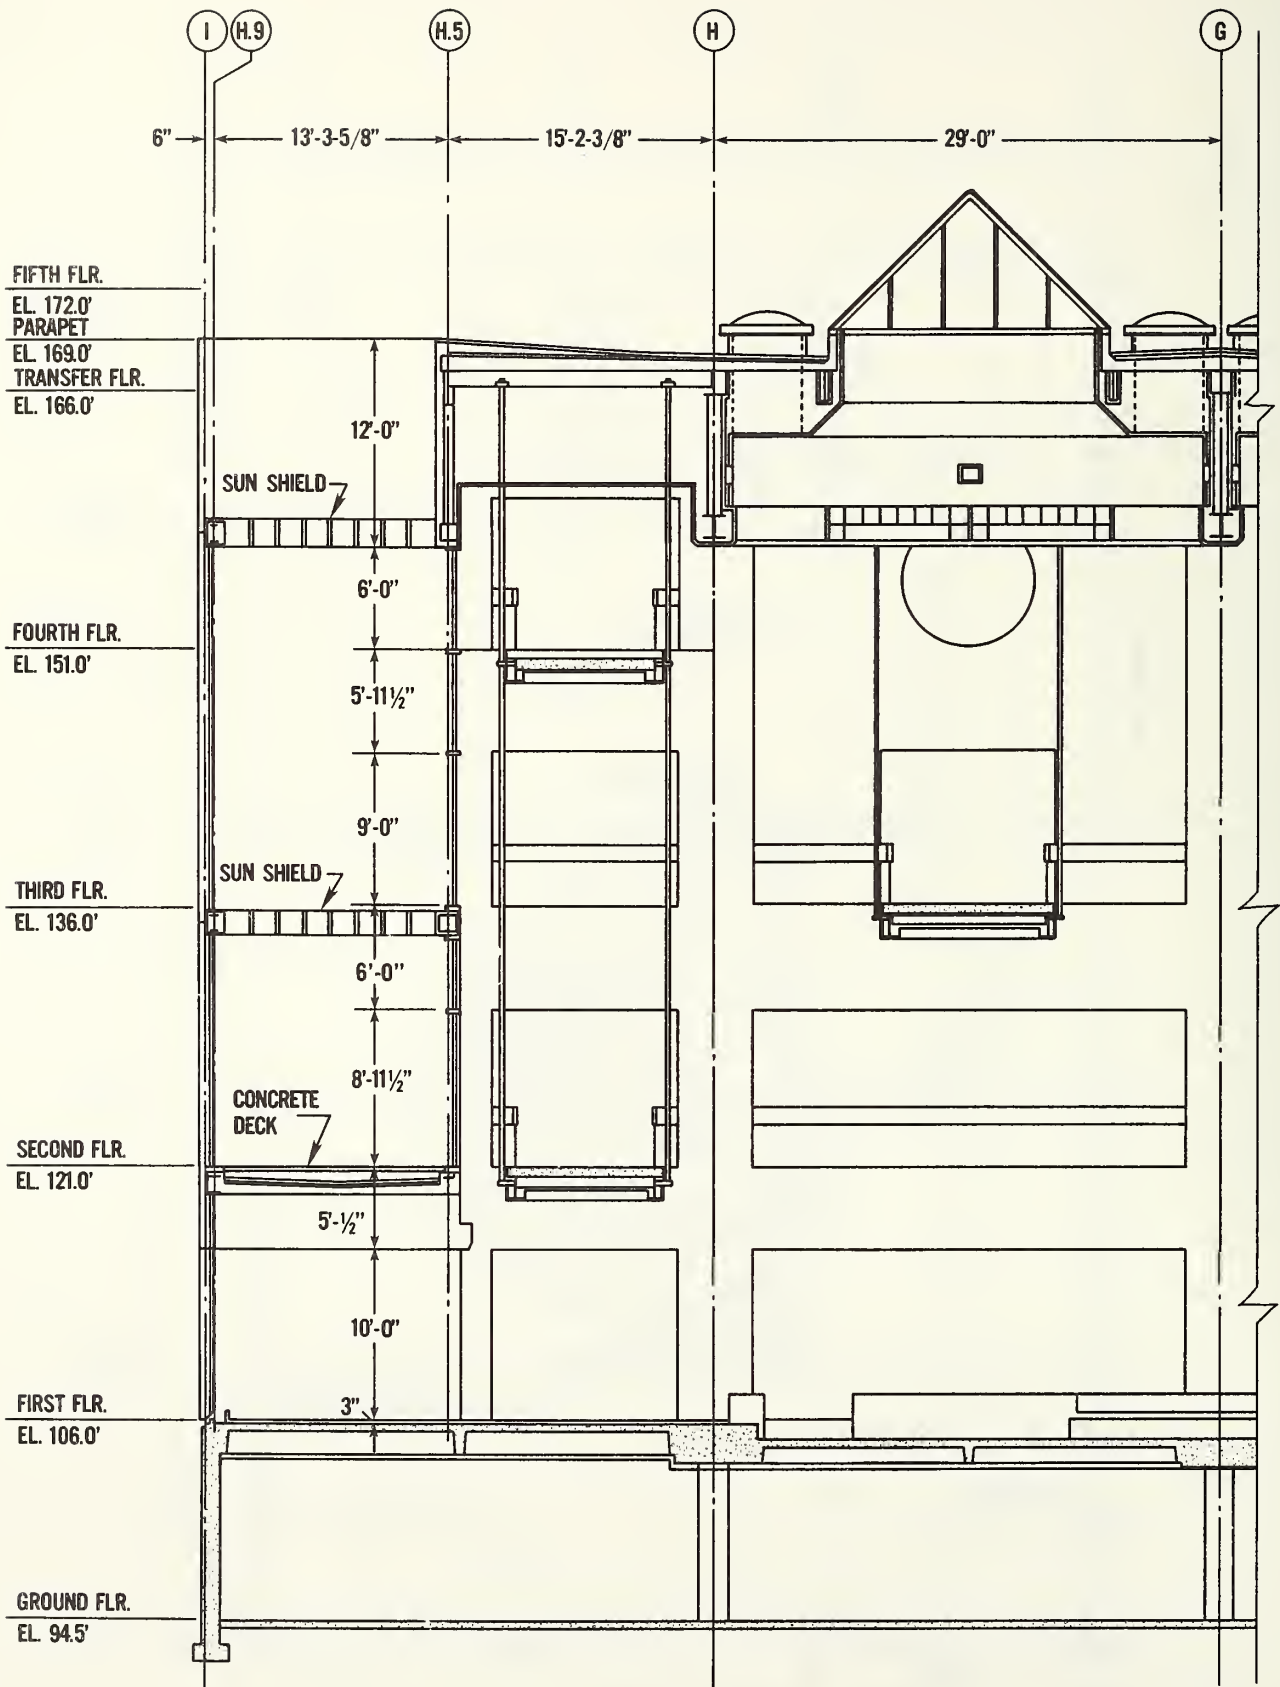 I H.9 H.5 H G
6" 13'-3-5/8" 15'-2-3/8" 29'-0"
FIFTH FLR.
EL. 172.0'
PARAPET
EL. 169.0'
TRANSFER FLR.
EL. 166.0'
12'-0"
SUN SHIELD
6'-0"
FOURTH FLR.
EL. 151.0'
5'-11½"
9'-0"
SUN SHIELD
THIRD FLR.
EL. 136.0'
6'-0"
8'-11½"
CONCRETE
DECK
SECOND FLR.
EL. 121.0'
5'-½"
10'-0"
FIRST FLR.
3"
EL. 106.0'
GROUND FLR.
EL. 94.5'